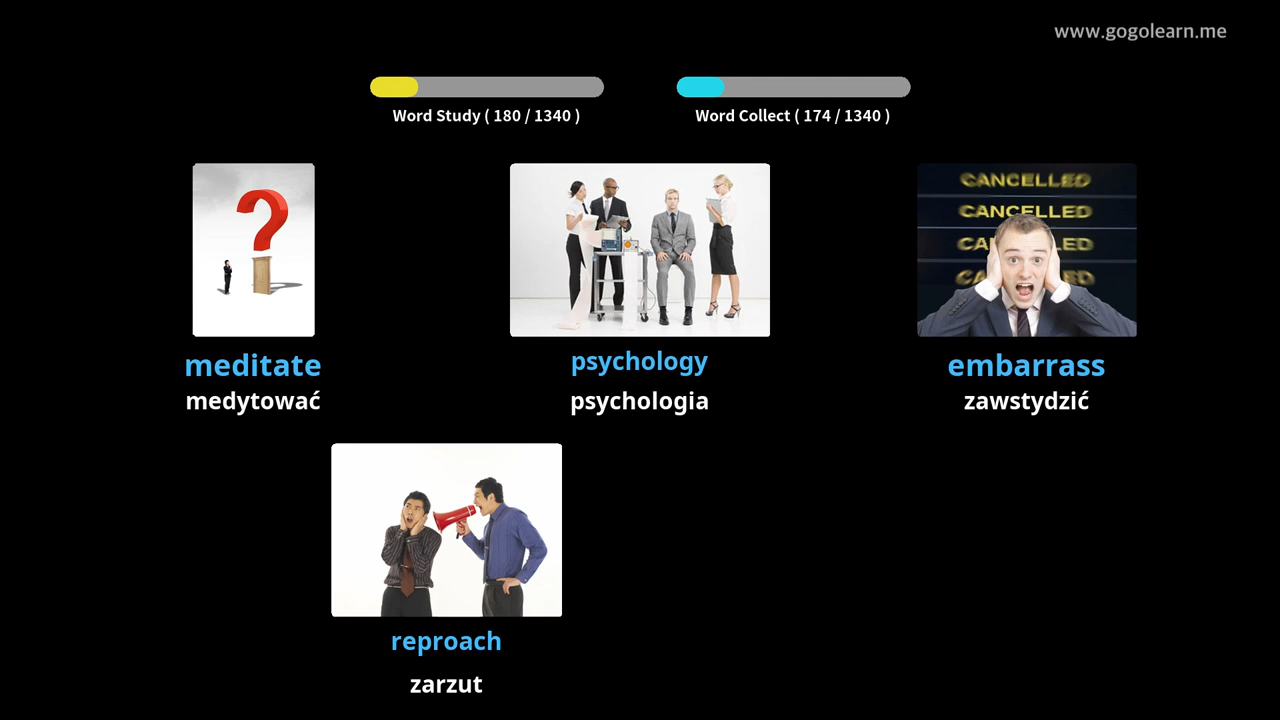 www.gogolearn.me
Word Study ( 180 / 1340 )
Word Collect ( 174 / 1340 )
CANCELLED
CANCELLED
meditate
psychology
embarrass
medytować
psychologia
zawstydzić
reproach
zarzut